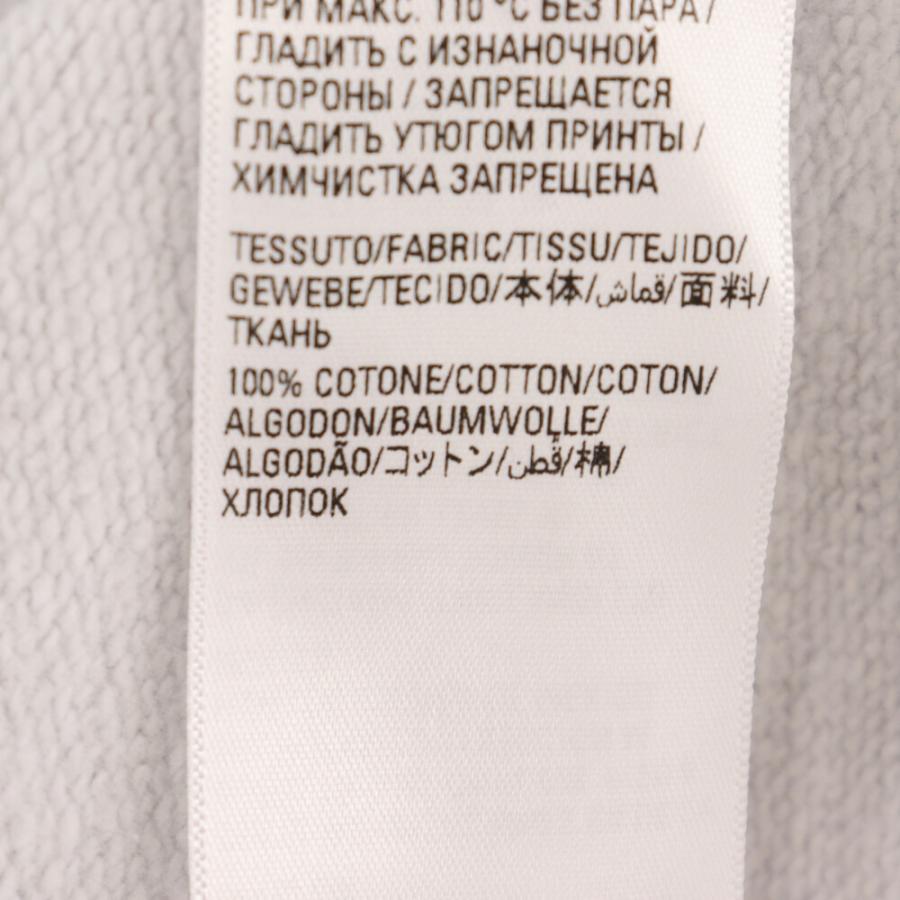 ПРИ МАКС. 110 °C БЕЗ ПАРА /
ГЛАДИТЬ С ИЗНАНОЧНОЙ
СТОРОНЫ / ЗАПРЕЩАЕТСЯ
ГЛАДИТЬ УТЮГОМ ПРИНТЫ /
ХИМЧИСТКА ЗАПРЕЩЕНА
TESSUTO/FABRIC/TISSU/TEJIDO/
GEWEBE/TECIDO/本体/قماش/面料/
ТКАНЬ
100% COTONE/COTTON/COTON/
ALGODON/BAUMWOLLE/
ALGODÃO/コットン/قطن/棉/
ХЛОПОК